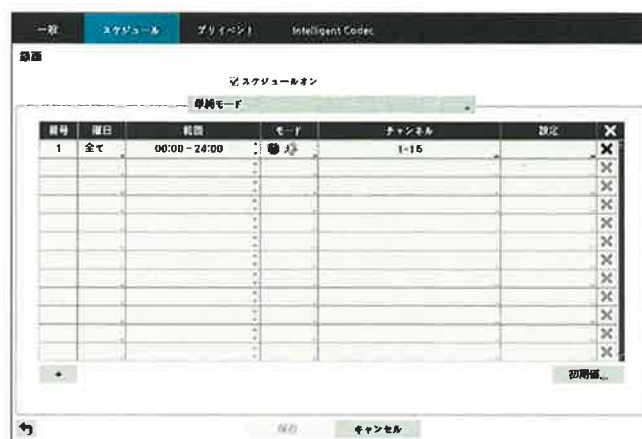 一般 スケジュール プリイベント Intelligent Codec
録画
スケジュールオン
単純モード
番号 曜日 範囲 モード チャンネル 設定
1 全て 00:00 - 24:00 1-16
+ 初期値...
保存 キャンセル